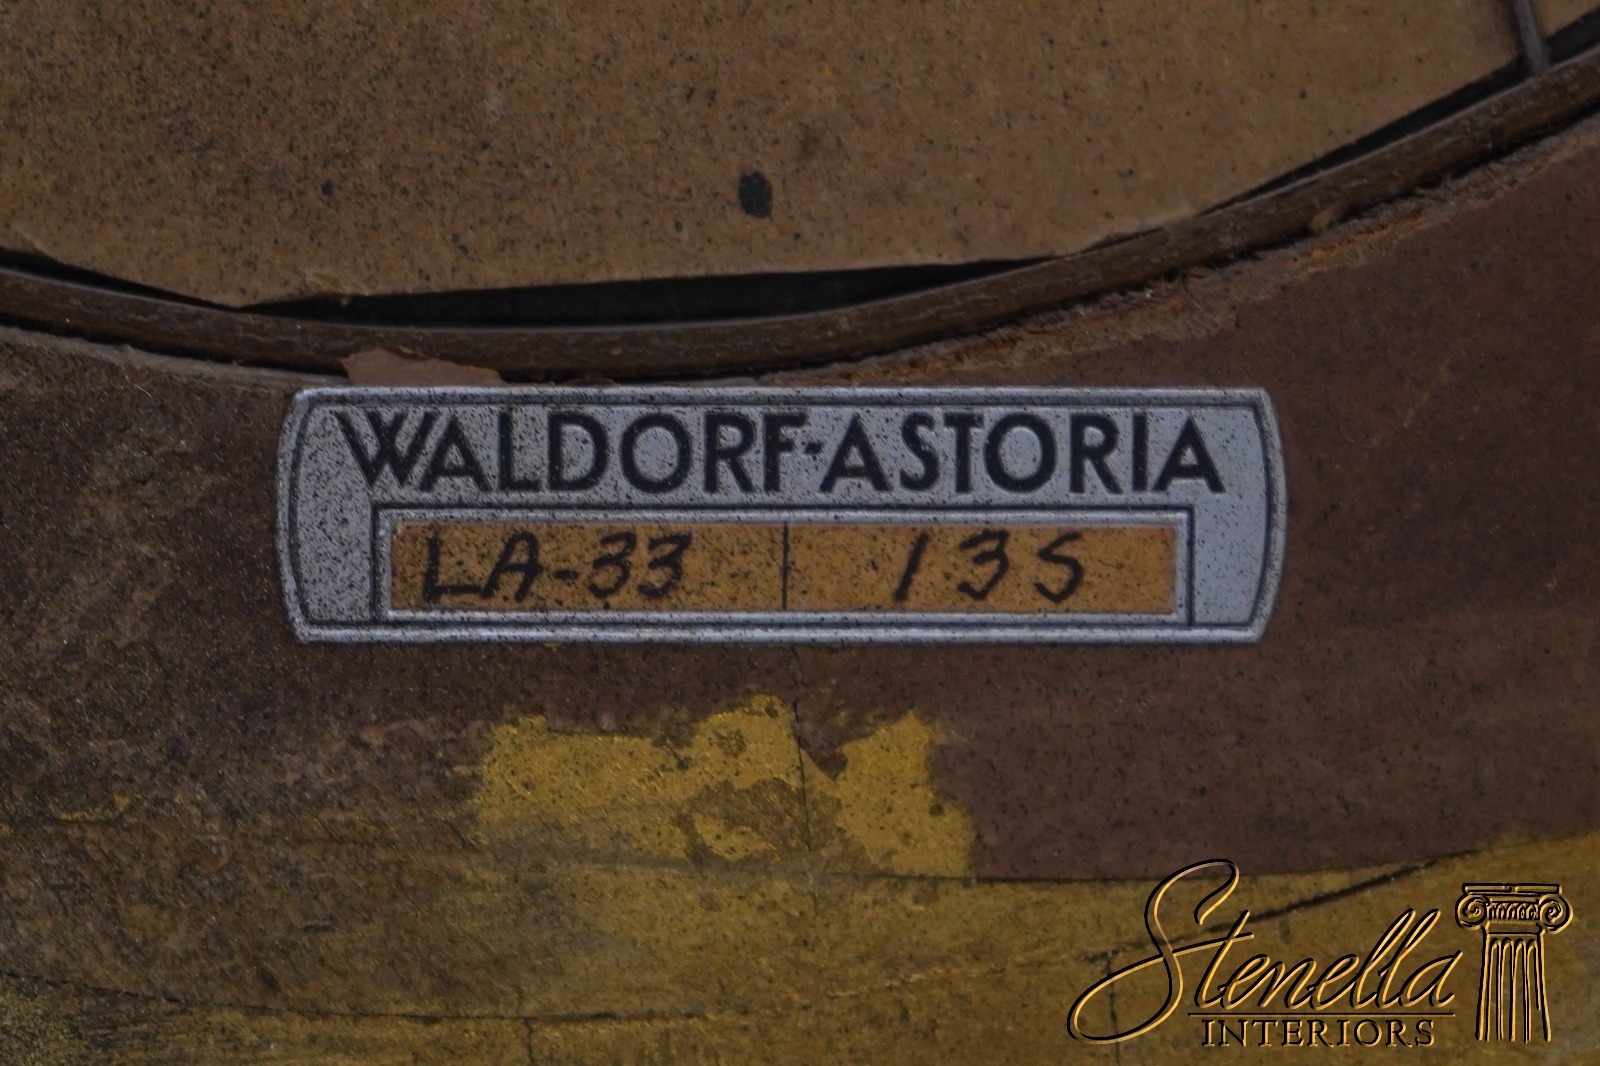 WALDORF-ASTORIA
LA-33 135
Stenella
INTERIORS